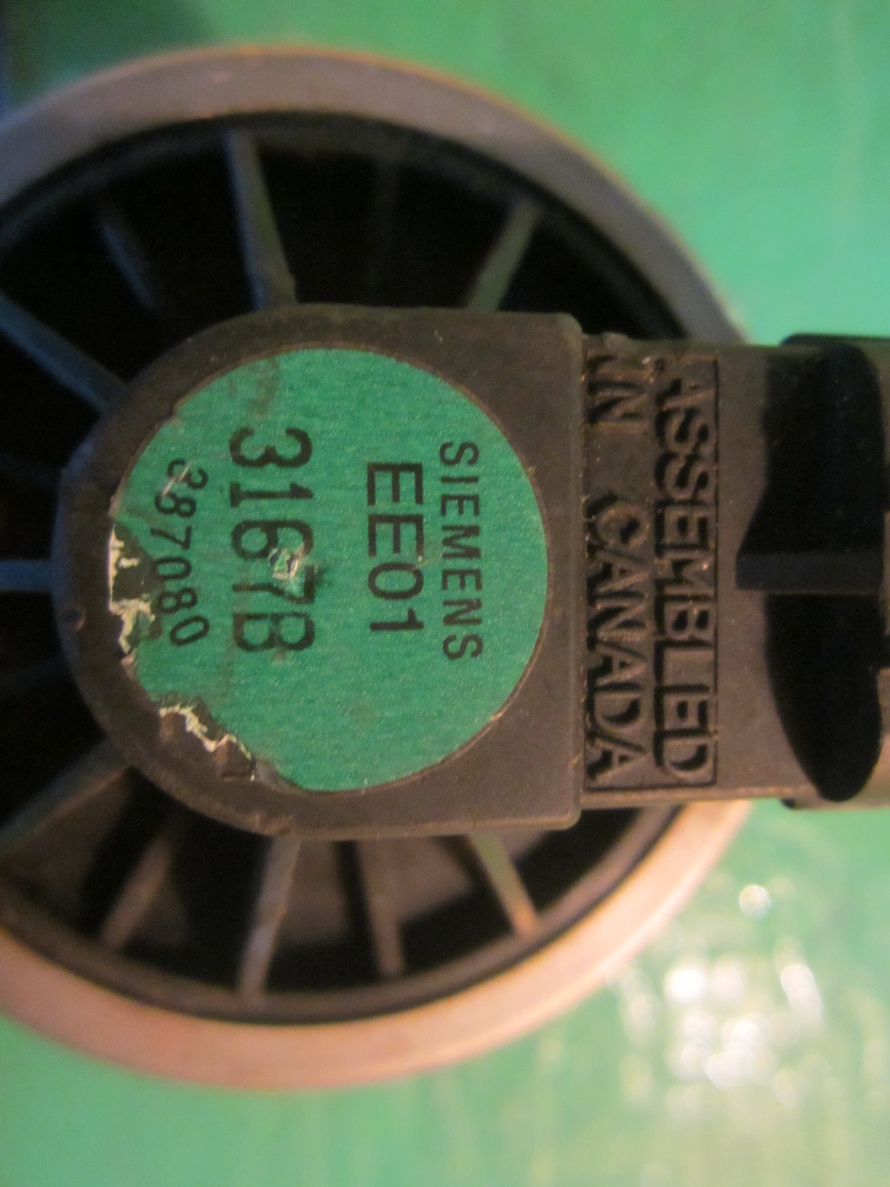 ASSEMBLED
IN CANADA
SIEMENS
EE01
3167B
387080